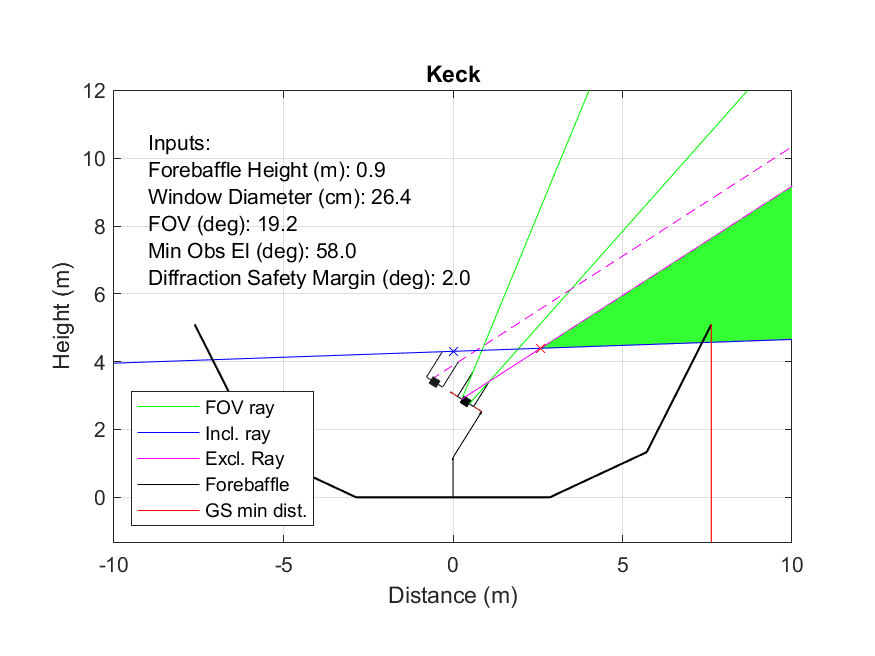 Keck
12
10
8
6
4
2
0
Height (m)
Inputs:
Forebaffle Height (m): 0.9
Window Diameter (cm): 26.4
FOV (deg): 19.2
Min Obs El (deg): 58.0
Diffraction Safety Margin (deg): 2.0
FOV ray
Incl. ray
Excl. Ray
Forebaffle
GS min dist.
-10
-5
0
5
10
Distance (m)